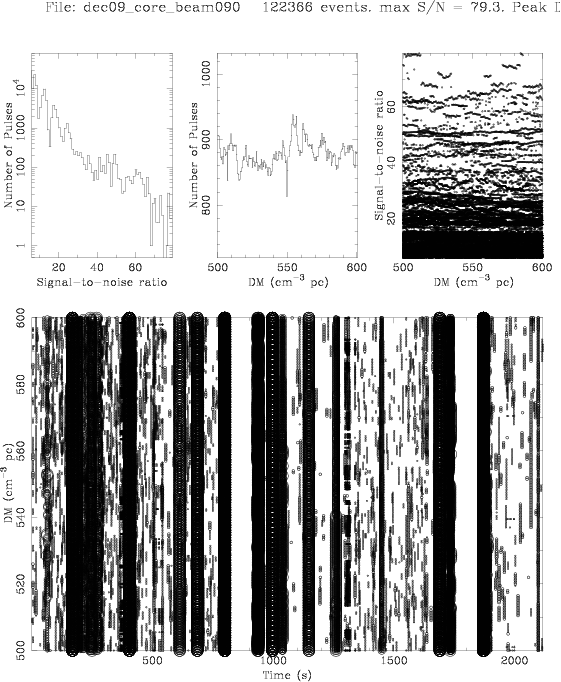 File: dec09_core_beam090 122366 events. max S/N = 79.3. Peak
Number of Pulses
10⁴
1000
100
10
1
20 40 60
Signal-to-noise ratio
Number of Pulses
1000
900
800
500 550 600
DM (cm⁻³ pc)
Signal-to-noise ratio
60
40
20
500 550 600
DM (cm⁻³ pc)
DM (cm⁻³ pc)
600
580
560
540
520
500
500 1000 1500 2000
Time (s)